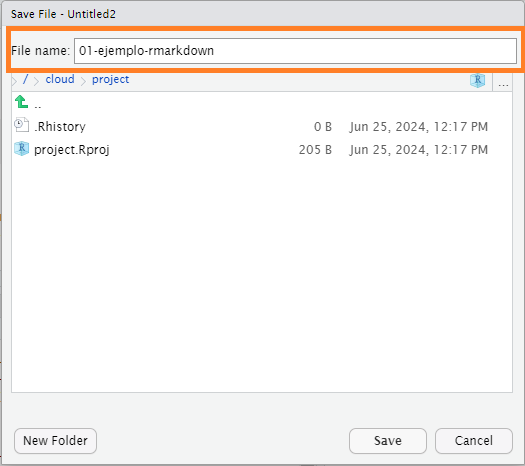 Save File - Untitled2
File name: 01-ejemplo-rmarkdown
/ cloud project R ...
..
.Rhistory 0 B Jun 25, 2024, 12:17 PM
R project.Rproj 205 B Jun 25, 2024, 12:17 PM
New Folder Save Cancel